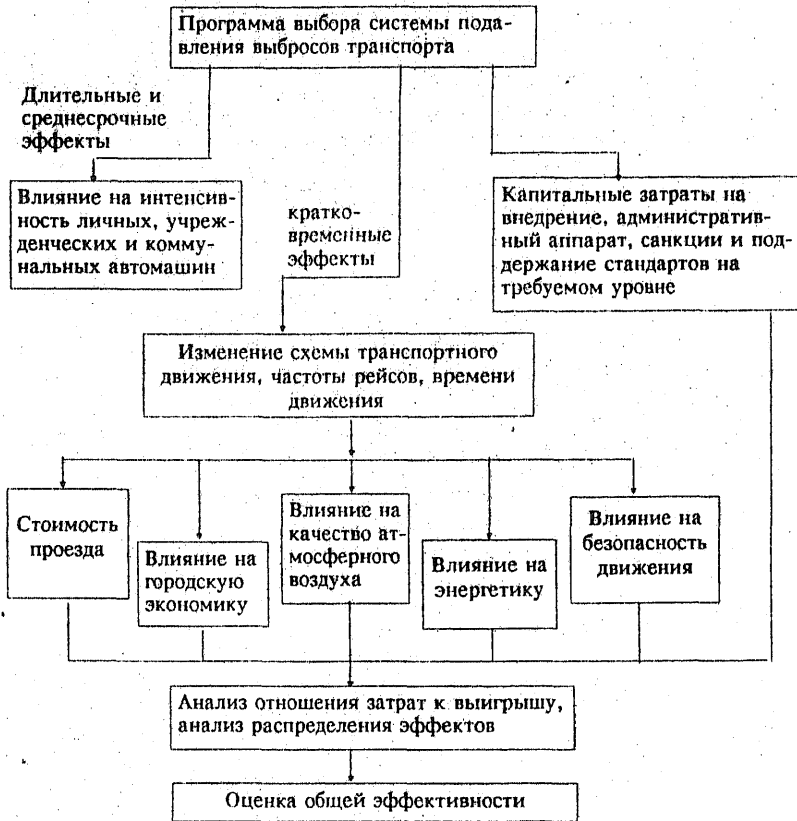 Программа выбора системы пода-
вления выбросов транспорта
Длительные и
среднесрочные
эффекты
Влияние на интенсив-
ность личных, учреж-
денческих и комму-
нальных автомашин
кратко-
временные
эффекты
Капитальные затраты на
внедрение, административ-
ный аппарат, санкции и под-
держание стандартов на
требуемом уровне
Изменение схемы транспортного
движения, частоты рейсов, времени
движения
Стоимость
проезда
Влияние на
городскую
экономику
Влияние на
качество ат-
мосферного
воздуха
Влияние на
энергетику
Влияние на
безопасность
движения
Анализ отношения затрат к выигрышу,
анализ распределения эффектов
Оценка общей эффективности